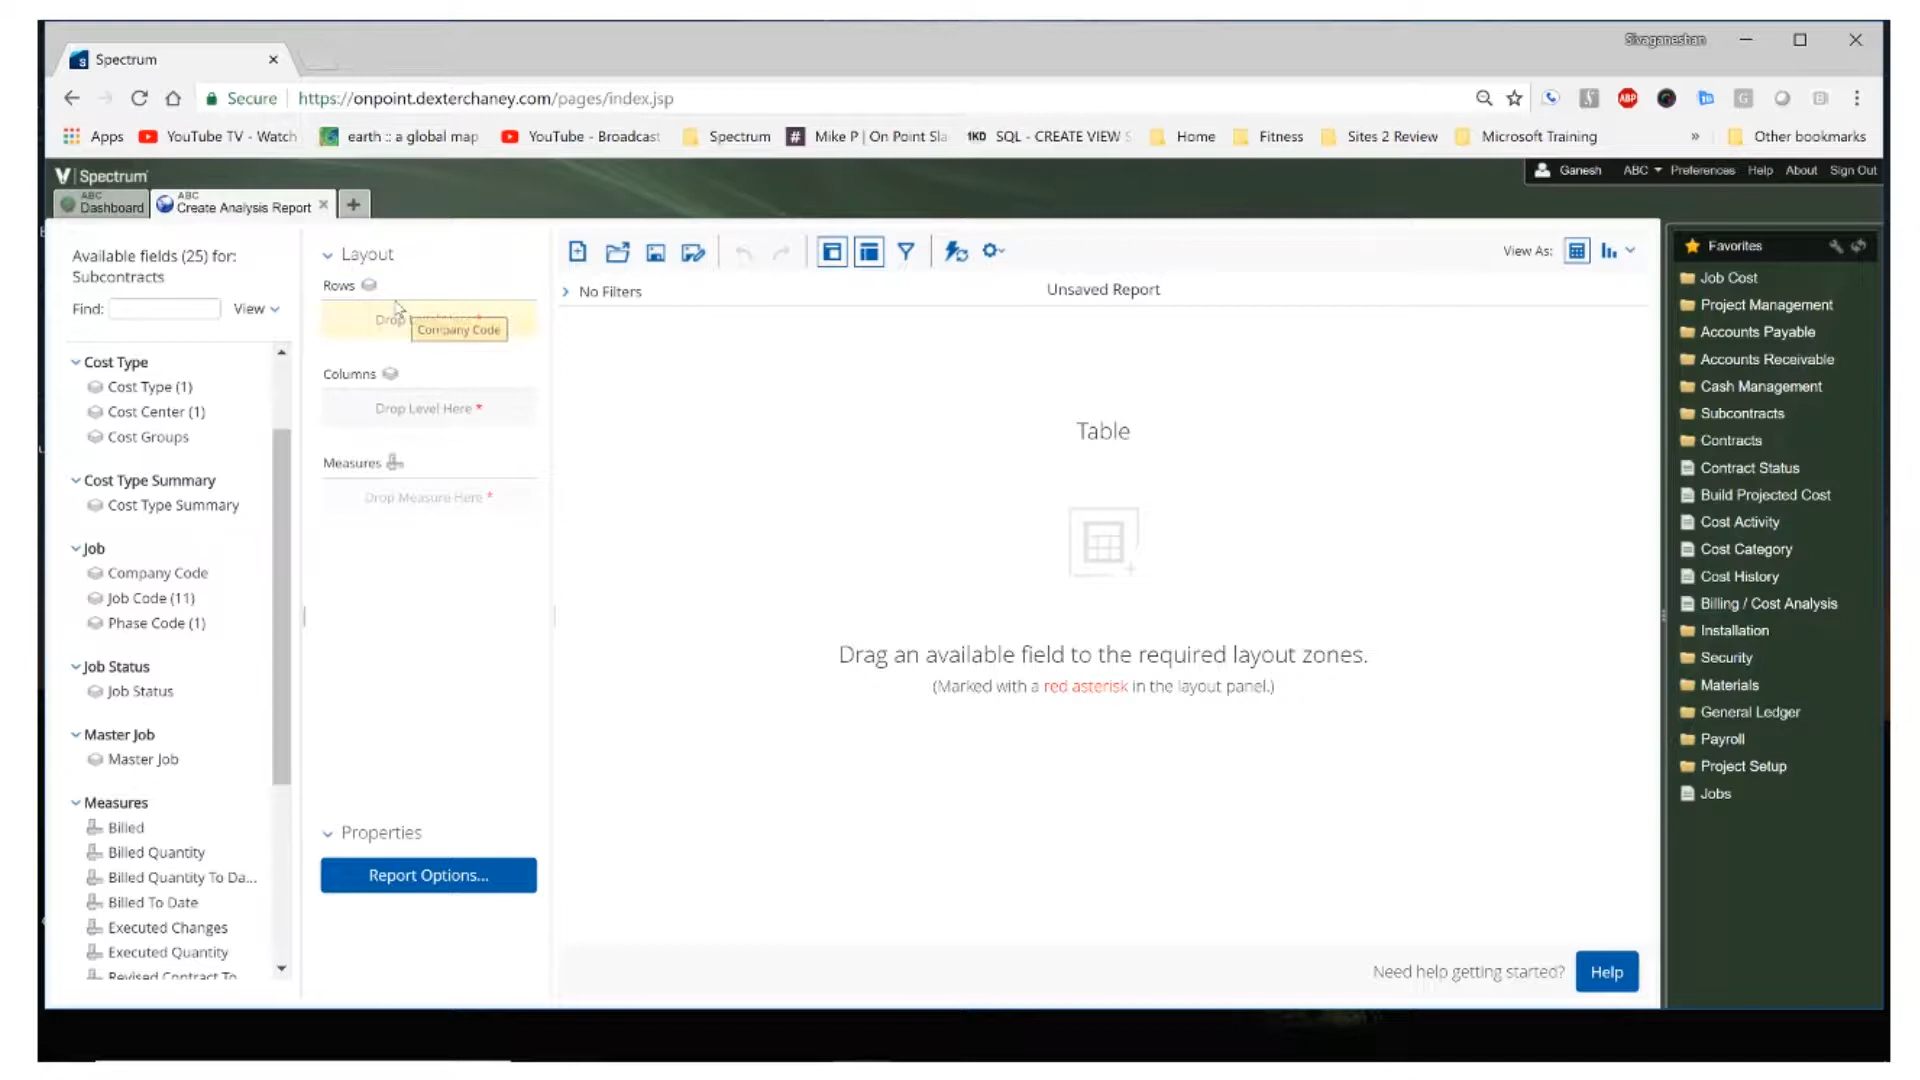 Sivaganeshan
Spectrum
Secure
https://onpoint.dexterchaney.com/pages/index.jsp
ABP
Apps
YouTube TV - Watch
earth :: a global map
YouTube - Broadcast
Spectrum
Mike P | On Point Sla
1KD SQL - CREATE VIEW S
Home
Fitness
Sites 2 Review
Microsoft Training
»
Other bookmarks
Spectrum
Ganesh
ABC
Preferences
Help
About
Sign Out
ABC
Dashboard
ABC
Create Analysis Report
Available fields (25) for:
Subcontracts
Find:
View
Cost Type
Cost Type (1)
Cost Center (1)
Cost Groups
Cost Type Summary
Cost Type Summary
Job
Company Code
Job Code (11)
Phase Code (1)
Job Status
Job Status
Master Job
Master Job
Measures
Billed
Billed Quantity
Billed Quantity To Da...
Billed To Date
Executed Changes
Executed Quantity
Revised Contract To
Layout
Rows
Drop
Company Code
Columns
Drop Level Here *
Measures
Drop Measure Here *
Properties
Report Options...
View As:
No Filters
Unsaved Report
Table
Drag an available field to the required layout zones.
(Marked with a red asterisk in the layout panel.)
Need help getting started?
Help
Favorites
Job Cost
Project Management
Accounts Payable
Accounts Receivable
Cash Management
Subcontracts
Contracts
Contract Status
Build Projected Cost
Cost Activity
Cost Category
Cost History
Billing / Cost Analysis
Installation
Security
Materials
General Ledger
Payroll
Project Setup
Jobs